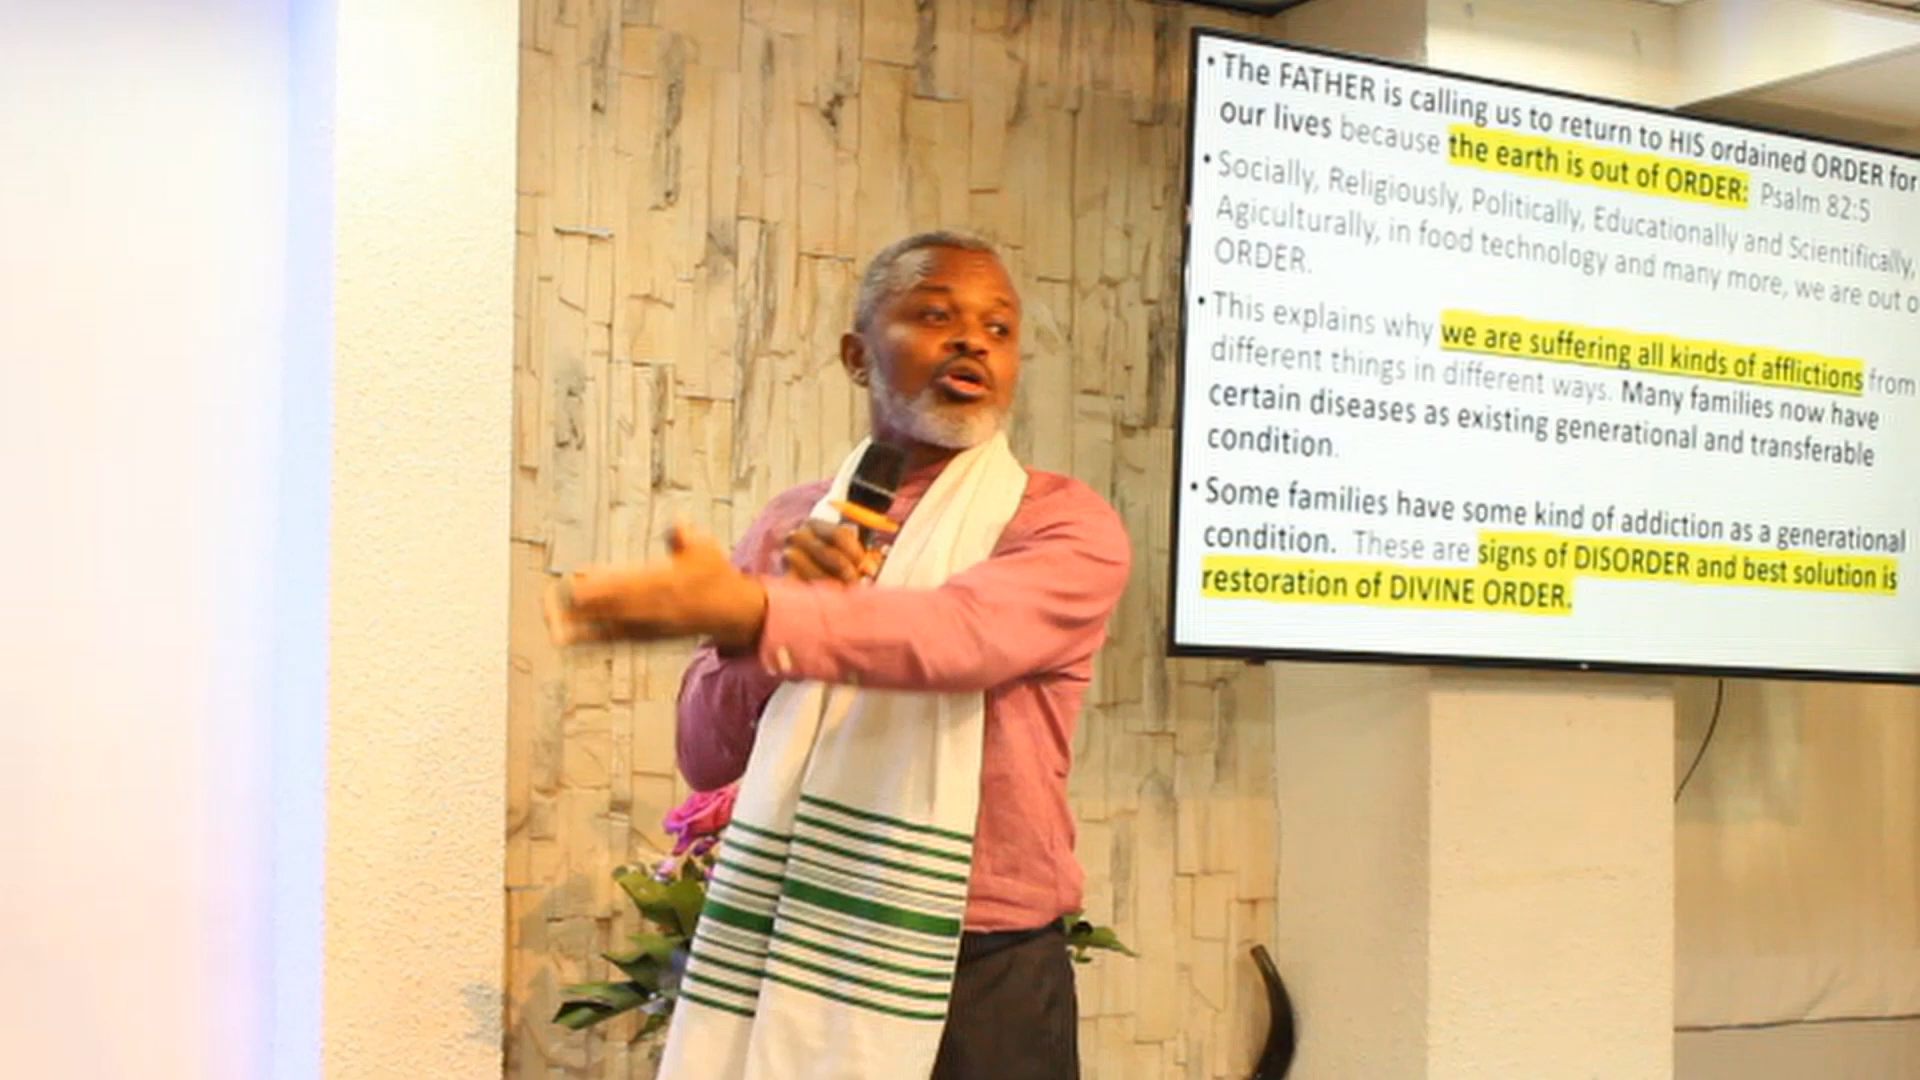 • The FATHER is calling us to return to HIS ordained ORDER for
our lives because the earth is out of ORDER: Psalm 82:5
• Socially, Religiously, Politically, Educationally and Scientifically,
Agiculturally, in food technology and many more, we are out o
ORDER.
• This explains why we are suffering all kinds of afflictions from
different things in different ways. Many families now have
certain diseases as existing generational and transferable
condition.
• Some families have some kind of addiction as a generational
condition. These are signs of DISORDER and best solution is
restoration of DIVINE ORDER.